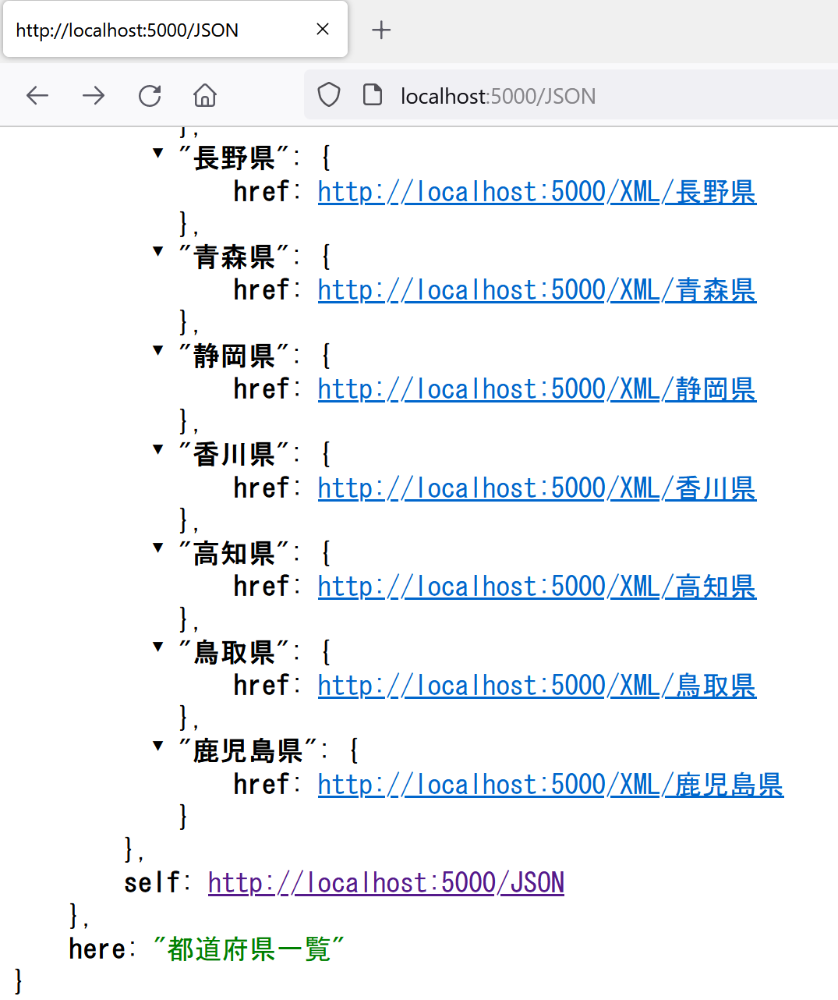 http://localhost:5000/JSON
localhost:5000/JSON
},
"長野県": {
href: http://localhost:5000/XML/長野県
},
"青森県": {
href: http://localhost:5000/XML/青森県
},
"静岡県": {
href: http://localhost:5000/XML/静岡県
},
"香川県": {
href: http://localhost:5000/XML/香川県
},
"高知県": {
href: http://localhost:5000/XML/高知県
},
"鳥取県": {
href: http://localhost:5000/XML/鳥取県
},
"鹿児島県": {
href: http://localhost:5000/XML/鹿児島県
}
},
self: http://localhost:5000/JSON
},
here: "都道府県一覧"
}